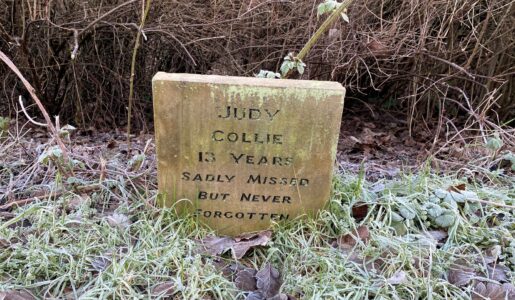 JUDY
COLLIE
13 YEARS
SADLY MISSED
BUT NEVER
FORGOTTEN